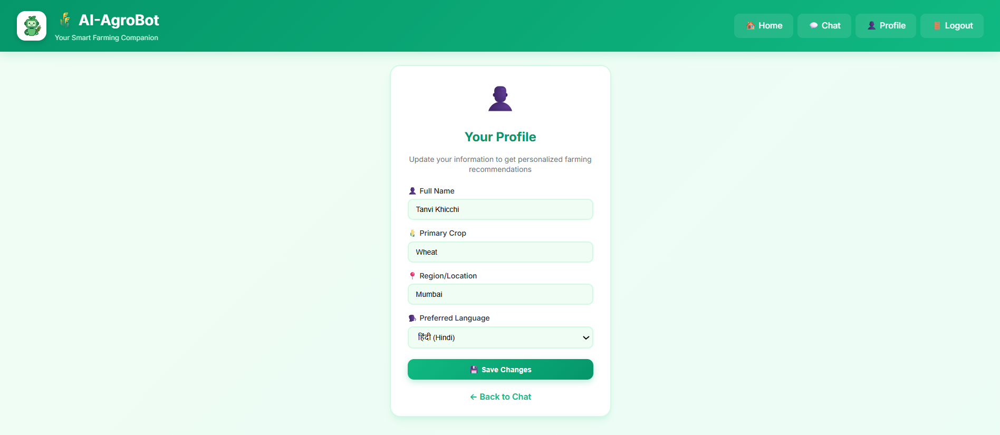 AI-AgroBot
Your Smart Farming Companion
Home
Chat
Profile
Logout
Your Profile
Update your information to get personalized farming
recommendations
Full Name
Tanvi Khicchi
Primary Crop
Wheat
Region/Location
Mumbai
Preferred Language
हिंदी (Hindi)
Save Changes
← Back to Chat